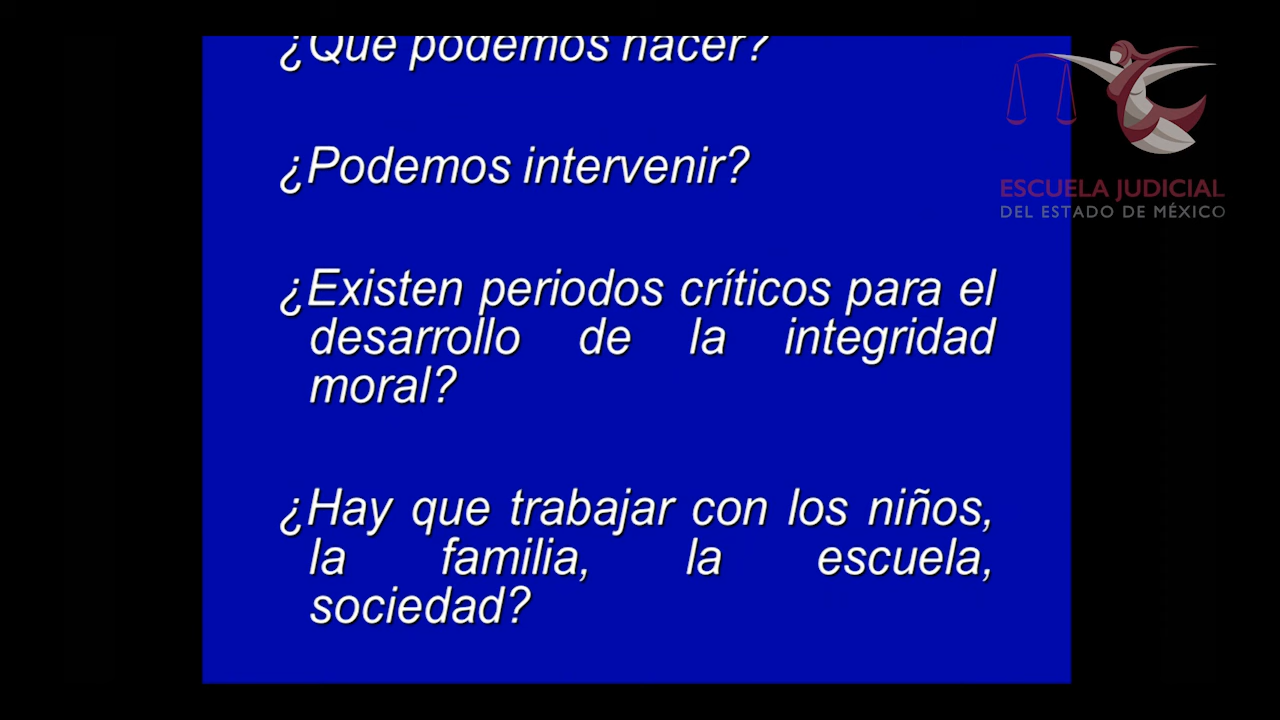 ¿Qué podemos hacer?
¿Podemos intervenir?
¿Existen periodos críticos para el
desarrollo de la integridad
moral?
¿Hay que trabajar con los niños,
la familia, la escuela,
sociedad?
ESCUELA JUDICIAL
DEL ESTADO DE MÉXICO